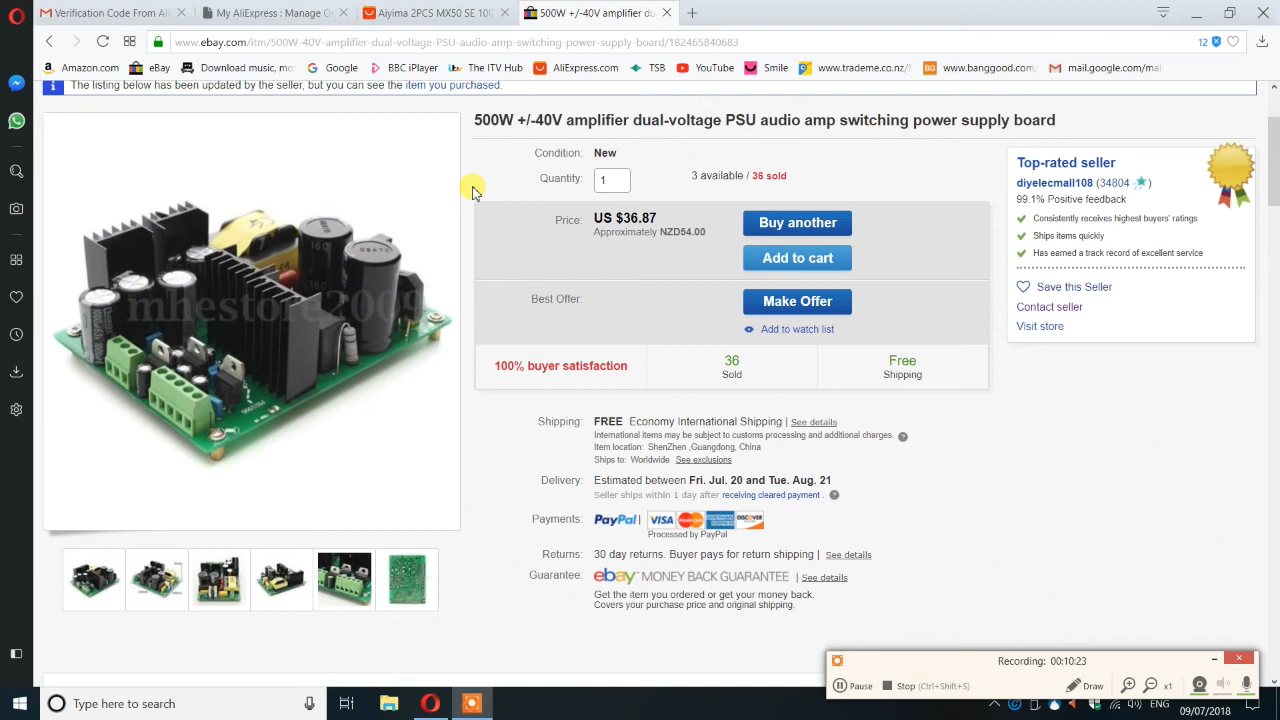 Verification Code From Ali
My AliExpress : Manage O
Aiyima 2PCS MX50 SE 100
500W +/-40V amplifier du
www.ebay.com/itm/500W-40V-amplifier-dual-voltage-PSU-audio-amp-switching-power-supply-board/182465840683
12
Amazon.com
eBay
Download music, mo
Google
BBC iPlayer
The ITV Hub
AliExpress.com
TSB
YouTube
Smile
www.trademe.co.nz/
www.banggood.com
mail.google.com/ma
The listing below has been updated by the seller, but you can see the item you purchased.
500W +/-40V amplifier dual-voltage PSU audio amp switching power supply board
Condition: New
Quantity: 1
3 available / 36 sold
Price: US $36.87
Approximately NZD54.00
Buy another
Add to cart
Best Offer:
Make Offer
Add to watch list
100% buyer satisfaction
36
Sold
Free
Shipping
Shipping: FREE Economy International Shipping | See details
International items may be subject to customs processing and additional charges.
Item location: ShenZhen ,Guangdong, China
Ships to: Worldwide See exclusions
Delivery: Estimated between Fri. Jul. 20 and Tue. Aug. 21
Seller ships within 1 day after receiving cleared payment .
Payments: PayPal | VISA
Processed by PayPal
Returns: 30 day returns. Buyer pays for return shipping | See details
Guarantee: ebay MONEY BACK GUARANTEE | See details
Get the item you ordered or get your money back.
Covers your purchase price and original shipping.
Top-rated seller
diyelecmall108 (34804 )
99.1% Positive feedback
Consistently receives highest buyers' ratings
Ships items quickly
Has earned a track record of excellent service
Save this Seller
Contact seller
Visit store
mhestore2009
Recording: 00:10:23
Pause
Stop (Ctrl+Shift+S)
Draw
x1
Type here to search
09/07/2018